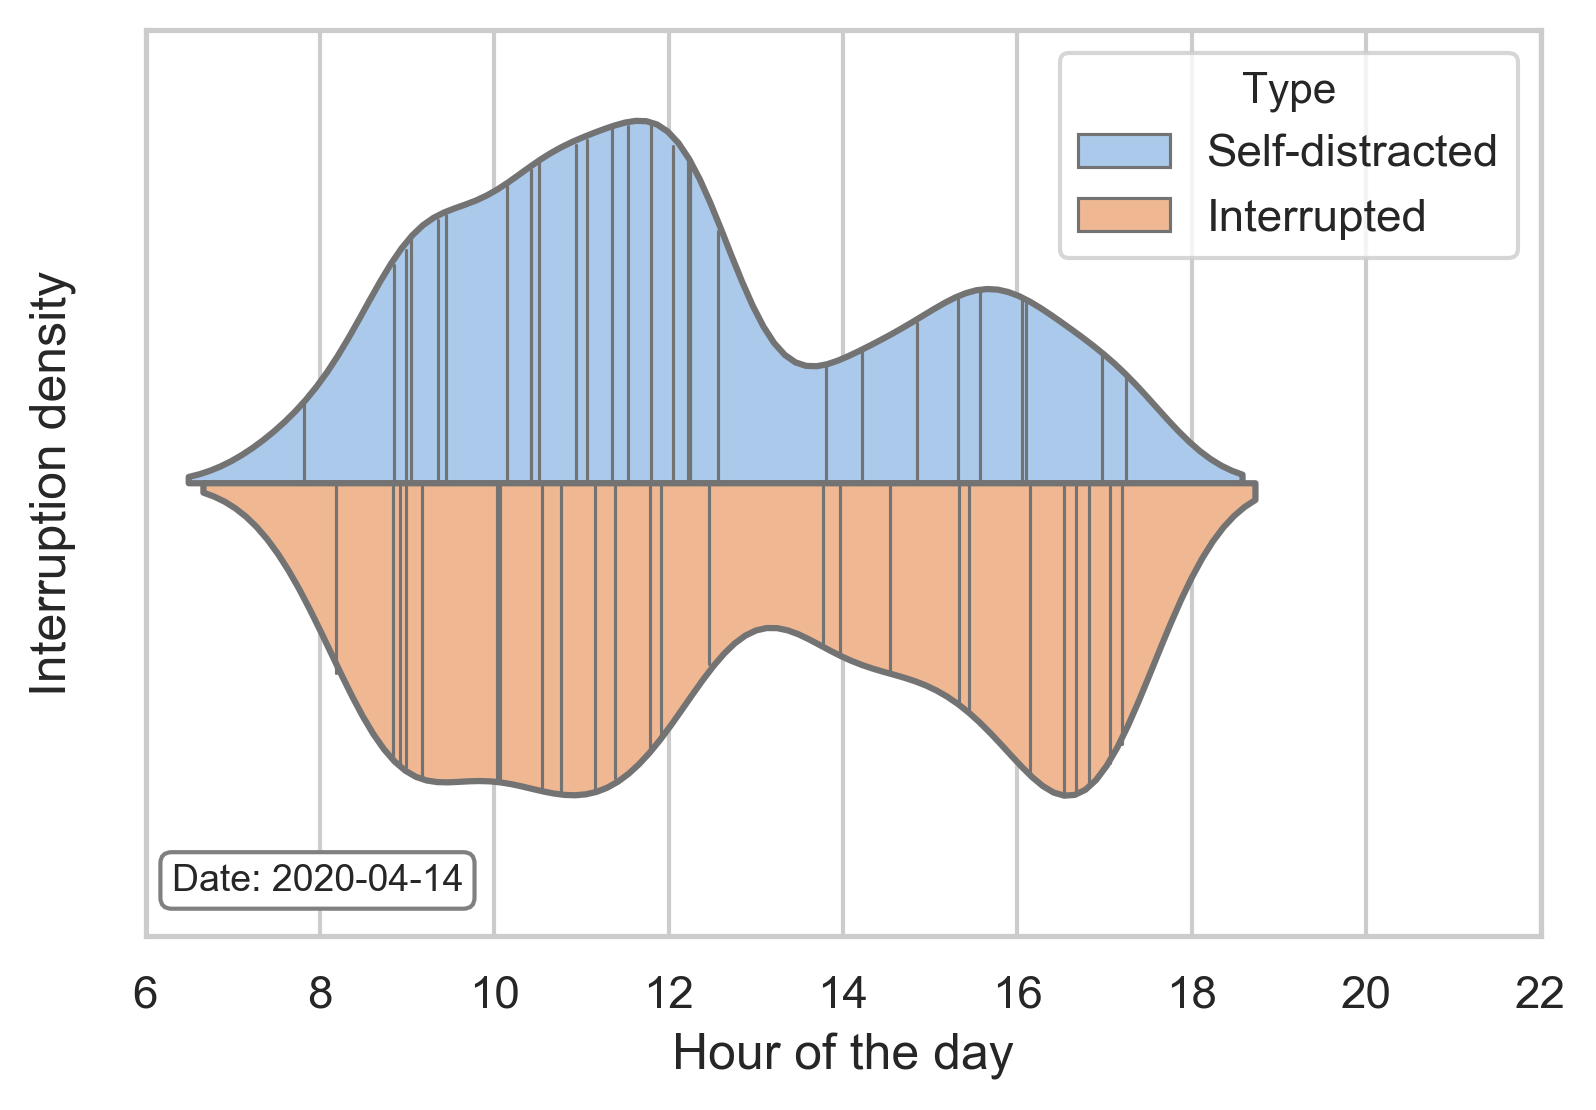 Type
Self-distracted
Interrupted
Interruption density
Date: 2020-04-14
6 8 10 12 14 16 18 20 22
Hour of the day